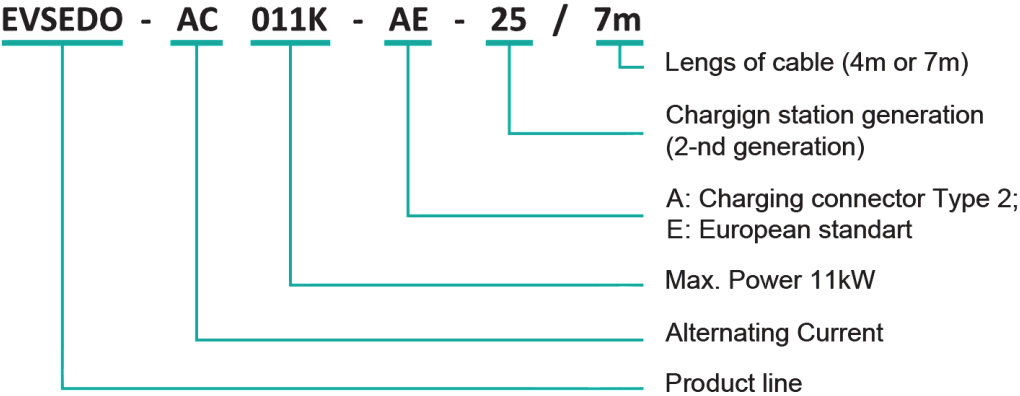 EVSEDO - AC 011K - AE - 25 / 7m
Lengs of cable (4m or 7m)
Chargign station generation
(2-nd generation)
A: Charging connector Type 2;
E: European standart
Max. Power 11kW
Alternating Current
Product line